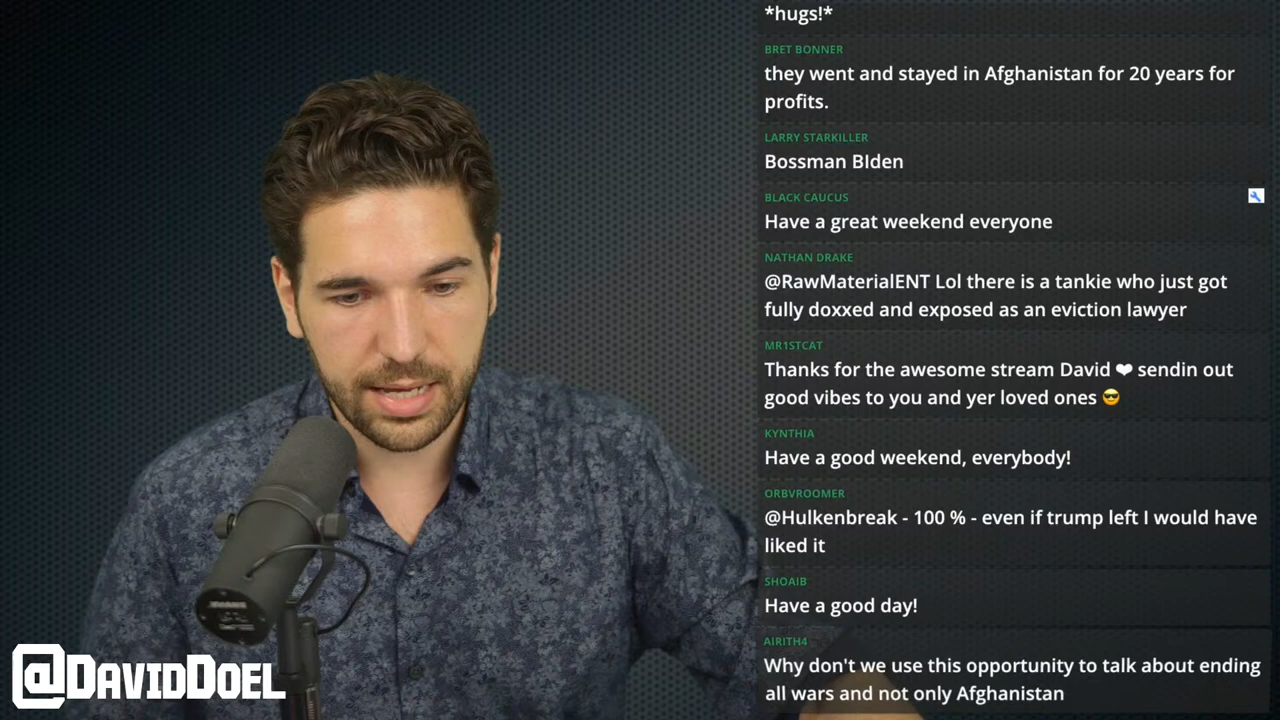 *hugs!*
BRET BONNER
they went and stayed in Afghanistan for 20 years for
profits.
LARRY STARKILLER
Bossman BIden
BLACK CAUCUS
Have a great weekend everyone
NATHAN DRAKE
@RawMaterialENT Lol there is a tankie who just got
fully doxxed and exposed as an eviction lawyer
MR1STCAT
Thanks for the awesome stream David ❤ sendin out
good vibes to you and yer loved ones 😎
KYNTHIA
Have a good weekend, everybody!
ORBVROOMER
@Hulkenbreak - 100 % - even if trump left I would have
liked it
SHOAIB
Have a good day!
AIRITH4
Why don't we use this opportunity to talk about ending
all wars and not only Afghanistan
@DAVIDDOEL